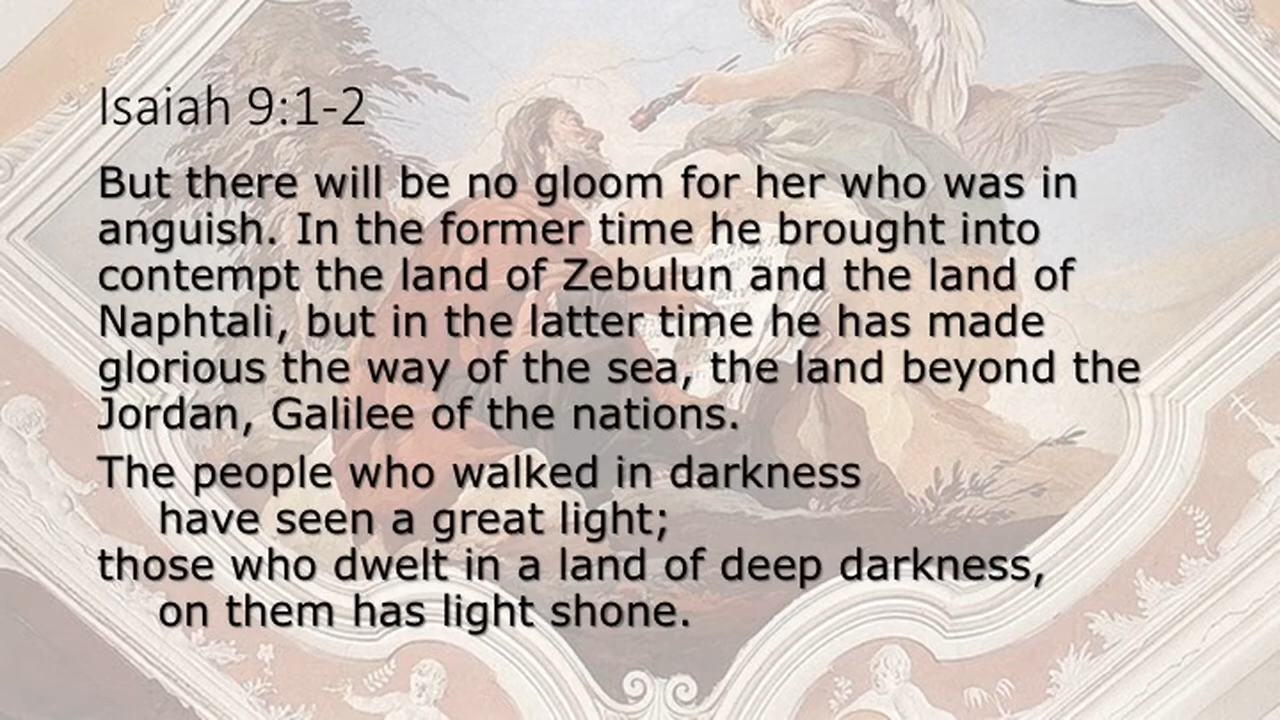 Isaiah 9:1-2
But there will be no gloom for her who was in
anguish. In the former time he brought into
contempt the land of Zebulun and the land of
Naphtali, but in the latter time he has made
glorious the way of the sea, the land beyond the
Jordan, Galilee of the nations.
The people who walked in darkness
have seen a great light;
those who dwelt in a land of deep darkness,
on them has light shone.